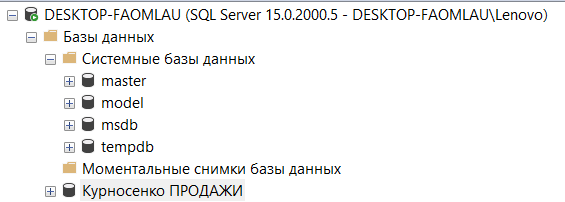 DESKTOP-FAOMLAU (SQL Server 15.0.2000.5 - DESKTOP-FAOMLAU\Lenovo)
Базы данных
Системные базы данных
master
model
msdb
tempdb
Моментальные снимки базы данных
Курносенко ПРОДАЖИ